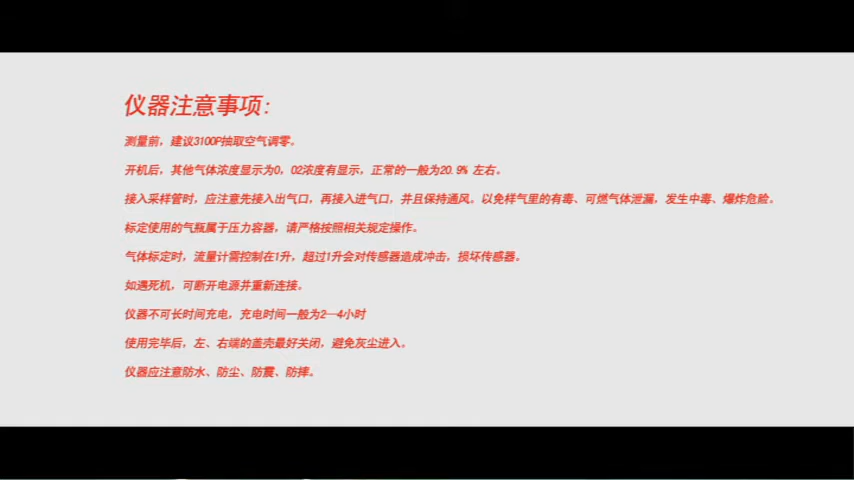 仪器注意事项:
测量前，建议3100P抽取空气调零。
开机后，其他气体浓度显示为0，O2浓度有显示，正常的一般为20.9% 左右。
接入采样管时，应注意先接入出气口，再接入进气口，并且保持通风。以免样气里的有毒、可燃气体泄漏，发生中毒、爆炸危险。
标定使用的气瓶属于压力容器，请严格按照相关规定操作。
气体标定时，流量计需控制在1升，超过1升会对传感器造成冲击，损坏传感器。
如遇死机，可断开电源并重新连接。
仪器不可长时间充电，充电时间一般为2—4小时
使用完毕后，左、右端的盖壳最好关闭，避免灰尘进入。
仪器应注意防水、防尘、防震、防摔。